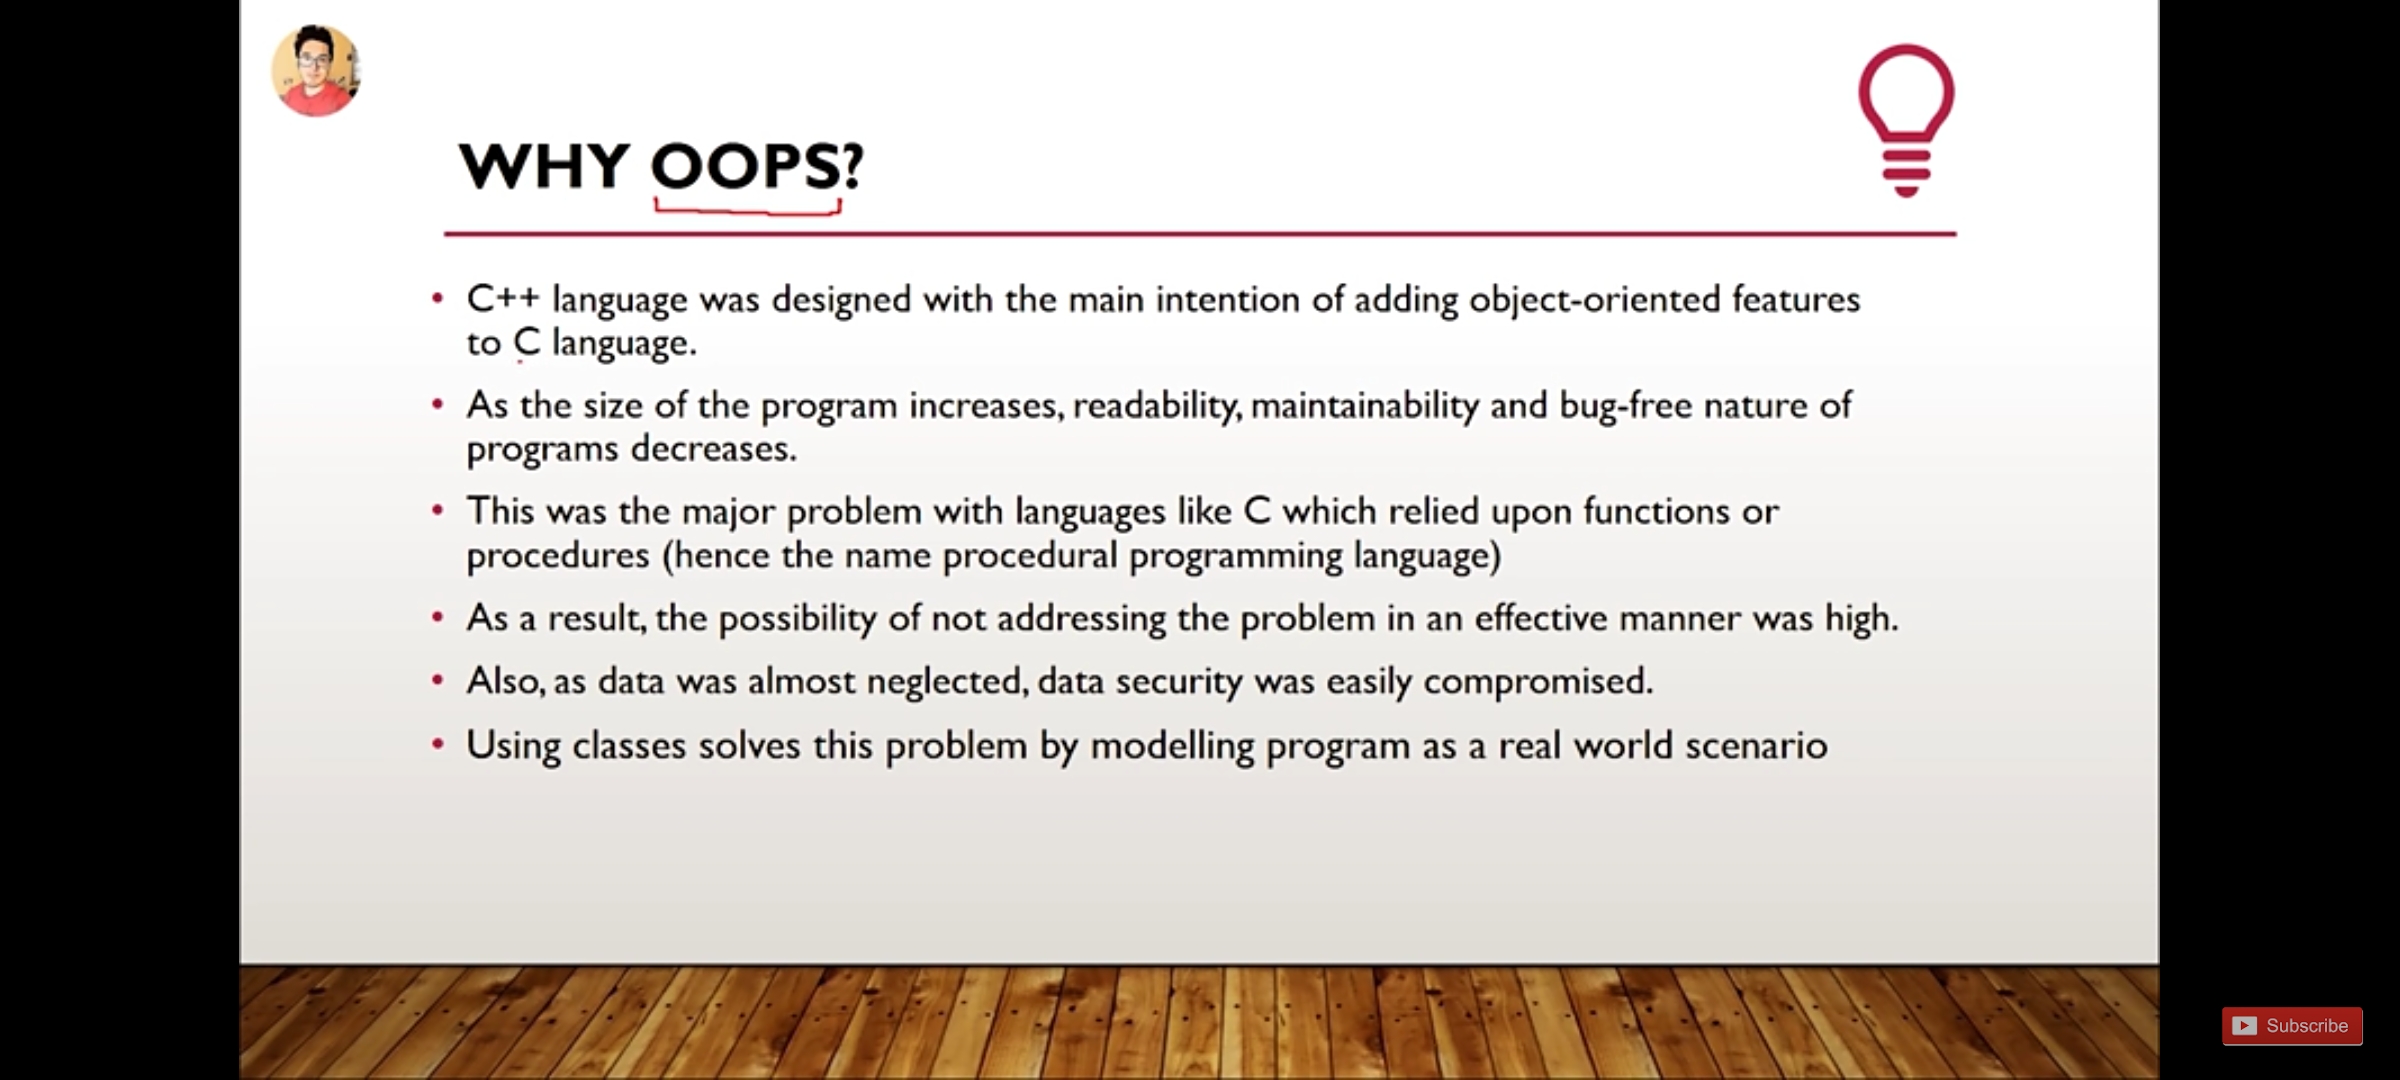 WHY OOPS?
• C++ language was designed with the main intention of adding object-oriented features
to C language.
• As the size of the program increases, readability, maintainability and bug-free nature of
programs decreases.
• This was the major problem with languages like C which relied upon functions or
procedures (hence the name procedural programming language)
• As a result, the possibility of not addressing the problem in an effective manner was high.
• Also, as data was almost neglected, data security was easily compromised.
• Using classes solves this problem by modelling program as a real world scenario
Subscribe